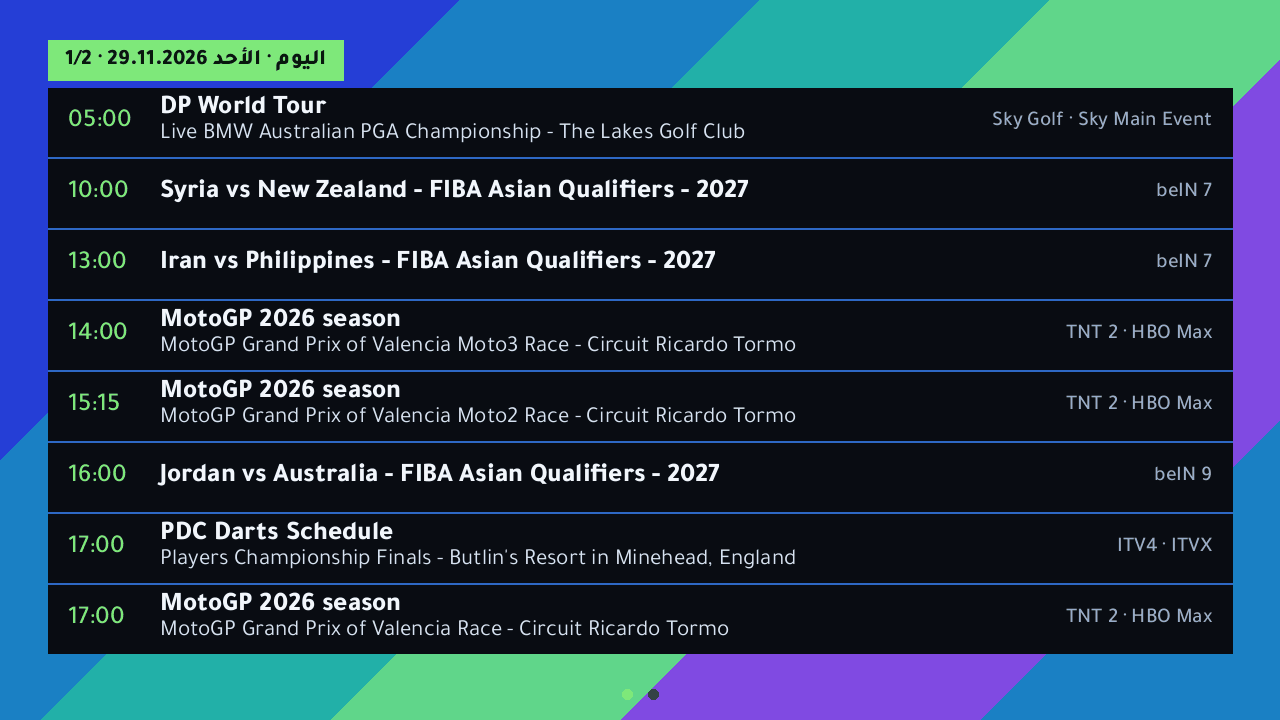 اليوم · الأحد 29.11.2026 · 1/2
05:00
DP World Tour
Live BMW Australian PGA Championship - The Lakes Golf Club
Sky Golf · Sky Main Event
10:00
Syria vs New Zealand - FIBA Asian Qualifiers - 2027
beIN 7
13:00
Iran vs Philippines - FIBA Asian Qualifiers - 2027
beIN 7
14:00
MotoGP 2026 season
MotoGP Grand Prix of Valencia Moto3 Race - Circuit Ricardo Tormo
TNT 2 · HBO Max
15:15
MotoGP 2026 season
MotoGP Grand Prix of Valencia Moto2 Race - Circuit Ricardo Tormo
TNT 2 · HBO Max
16:00
Jordan vs Australia - FIBA Asian Qualifiers - 2027
beIN 9
17:00
PDC Darts Schedule
Players Championship Finals - Butlin's Resort in Minehead, England
ITV4 · ITVX
17:00
MotoGP 2026 season
MotoGP Grand Prix of Valencia Race - Circuit Ricardo Tormo
TNT 2 · HBO Max